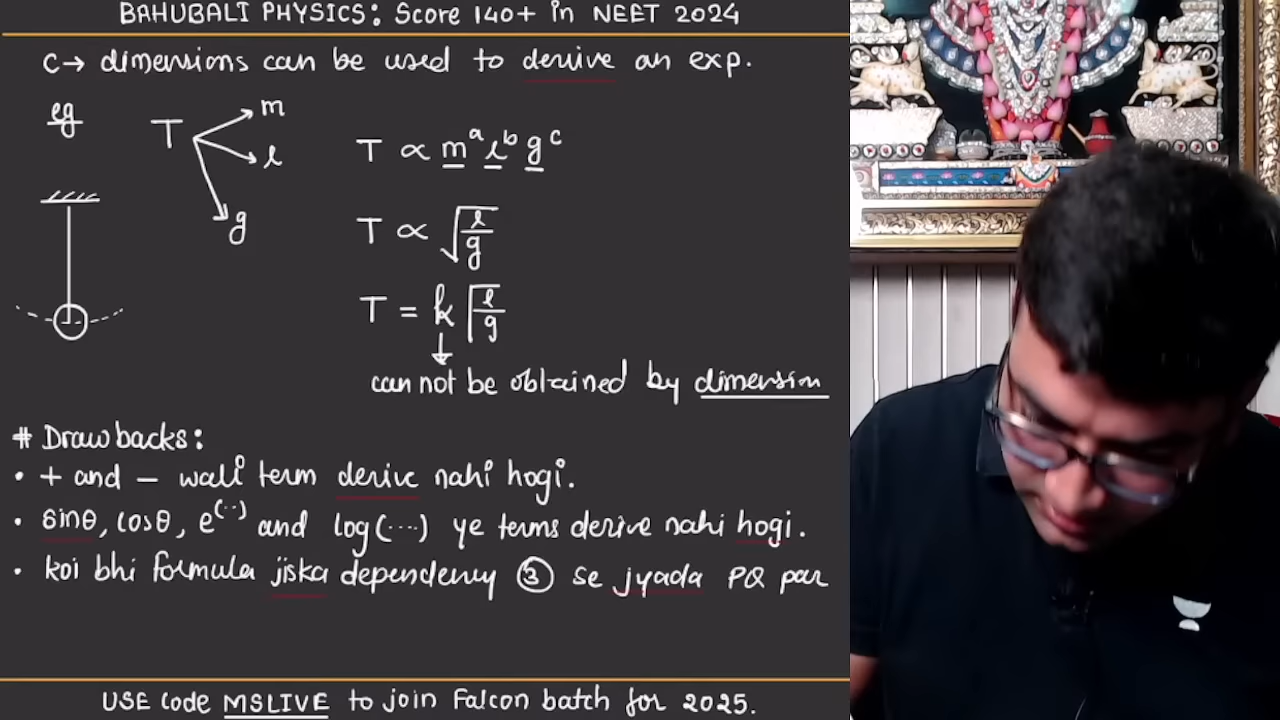 BAHUBALI PHYSICS: Score 140+ in NEET 2024
C→ dimensions can be used to derive an exp.
eg
T
m
l
g
T ∝ m^a l^b g^c
T ∝ √(l/g)
T = k √(l/g)
can not be obtained by dimension
# Drawbacks:
• + and − wali term derive nahi hogi.
• sinθ, cosθ, e^(..) and log(....) ye terms derive nahi hogi.
• koi bhi formula jiska dependency ③ se jyada PQ par
USE Code MSLIVE to join Falcon batch for 2025.